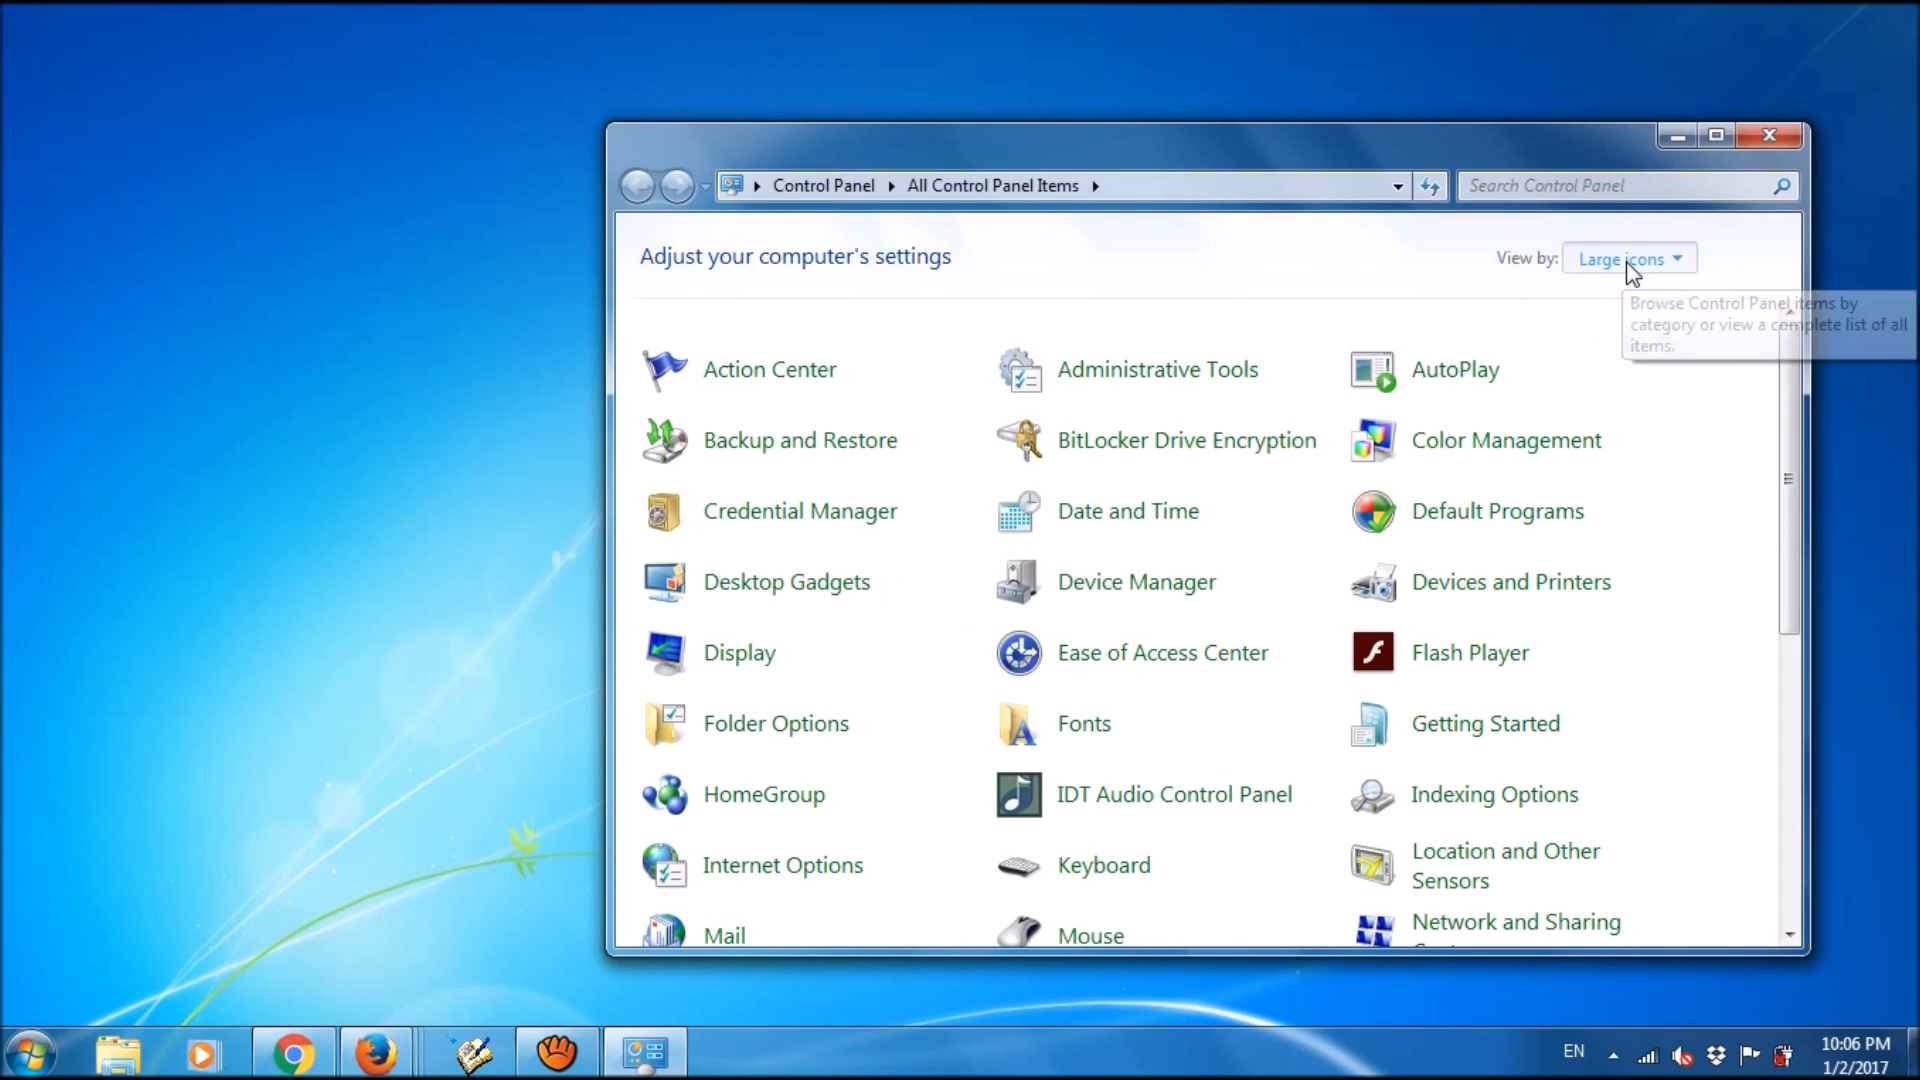 Control Panel
All Control Panel Items
Search Control Panel
Adjust your computer's settings
View by: Large icons
Browse Control Panel items by
category or view a complete list of all
items.
Action Center
Administrative Tools
AutoPlay
Backup and Restore
BitLocker Drive Encryption
Color Management
Credential Manager
Date and Time
Default Programs
Desktop Gadgets
Device Manager
Devices and Printers
Display
Ease of Access Center
Flash Player
Folder Options
Fonts
Getting Started
HomeGroup
IDT Audio Control Panel
Indexing Options
Internet Options
Keyboard
Location and Other
Sensors
Mail
Mouse
Network and Sharing
EN
10:06 PM
1/2/2017